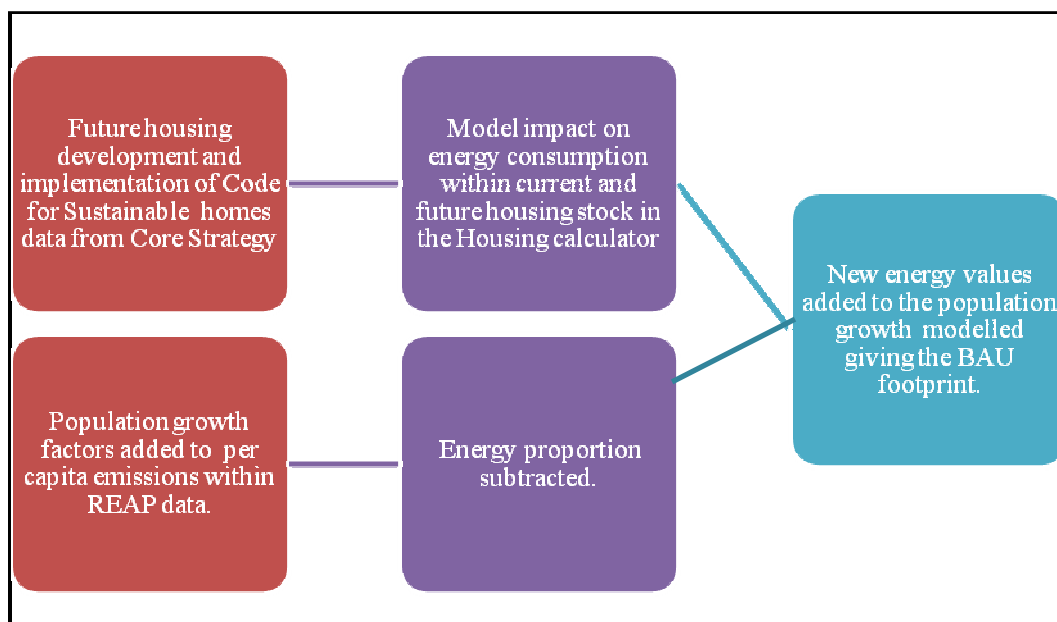 Future housing
development and
implementation of Code
for Sustainable homes
data from Core Strategy
Model impact on
energy consumption
within current and
future housing stock in
the Housing calculator
New energy values
added to the population
growth modelled
giving the BAU
footprint.
Population growth
factors added to per
capita emissions within
REAP data.
Energy proportion
subtracted.